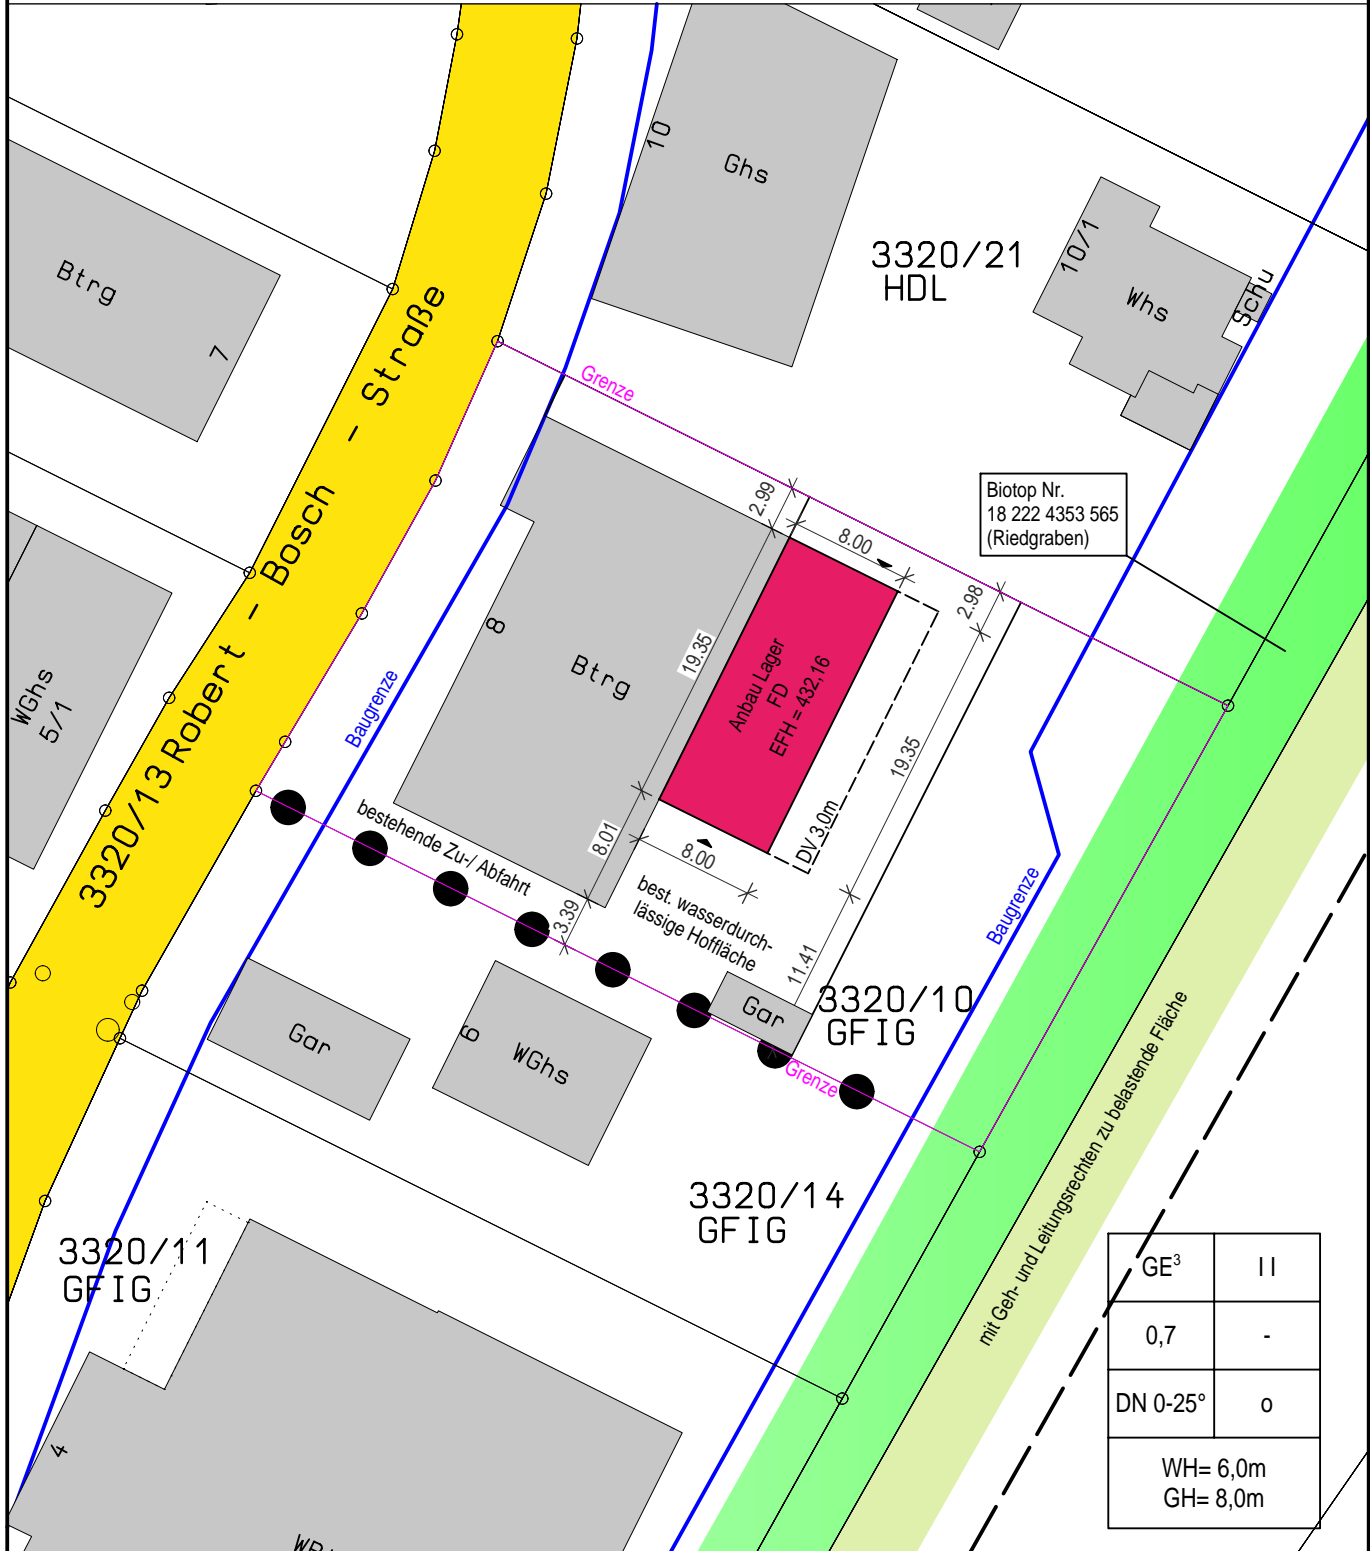 10
Ghs
3320/21
HDL
10/1
Whs
Schu
Btrg
7
3320/13 Robert - Bosch - Straße
Grenze
Biotop Nr.
18 222 4353 565
(Riedgraben)
2.99
8.00
2.98
19.35
8
Btrg
Anbau Lager
FD
EFH = 432,16
19.35
WGhs
5/1
Baugrenze
DV 3,0m
bestehende Zu-/ Abfahrt
8.01
8.00
best. wasserdurch-
lässige Hoffläche
3.39
11.41
Baugrenze
Gar
3320/10
GFIG
Gar
6
WGhs
Grenze
mit Geh- und Leitungsrechten zu belastende Fläche
3320/14
GFIG
3320/11
GFIG
4
GE³ II
0,7 -
DN 0-25° o
WH= 6,0m
GH= 8,0m